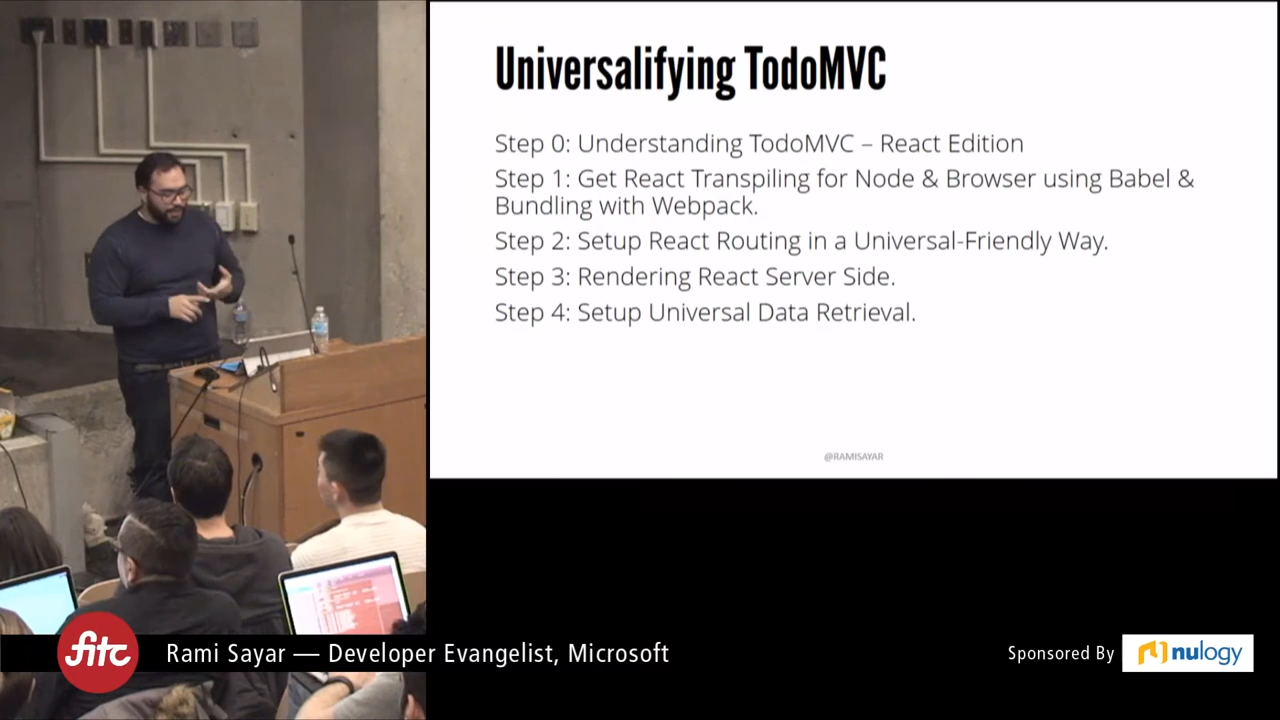 Universalifying TodoMVC
Step 0: Understanding TodoMVC – React Edition
Step 1: Get React Transpiling for Node & Browser using Babel &
Bundling with Webpack.
Step 2: Setup React Routing in a Universal-Friendly Way.
Step 3: Rendering React Server Side.
Step 4: Setup Universal Data Retrieval.
@RAMISAYAR
fitc
Rami Sayar — Developer Evangelist, Microsoft
Sponsored By
nulogy